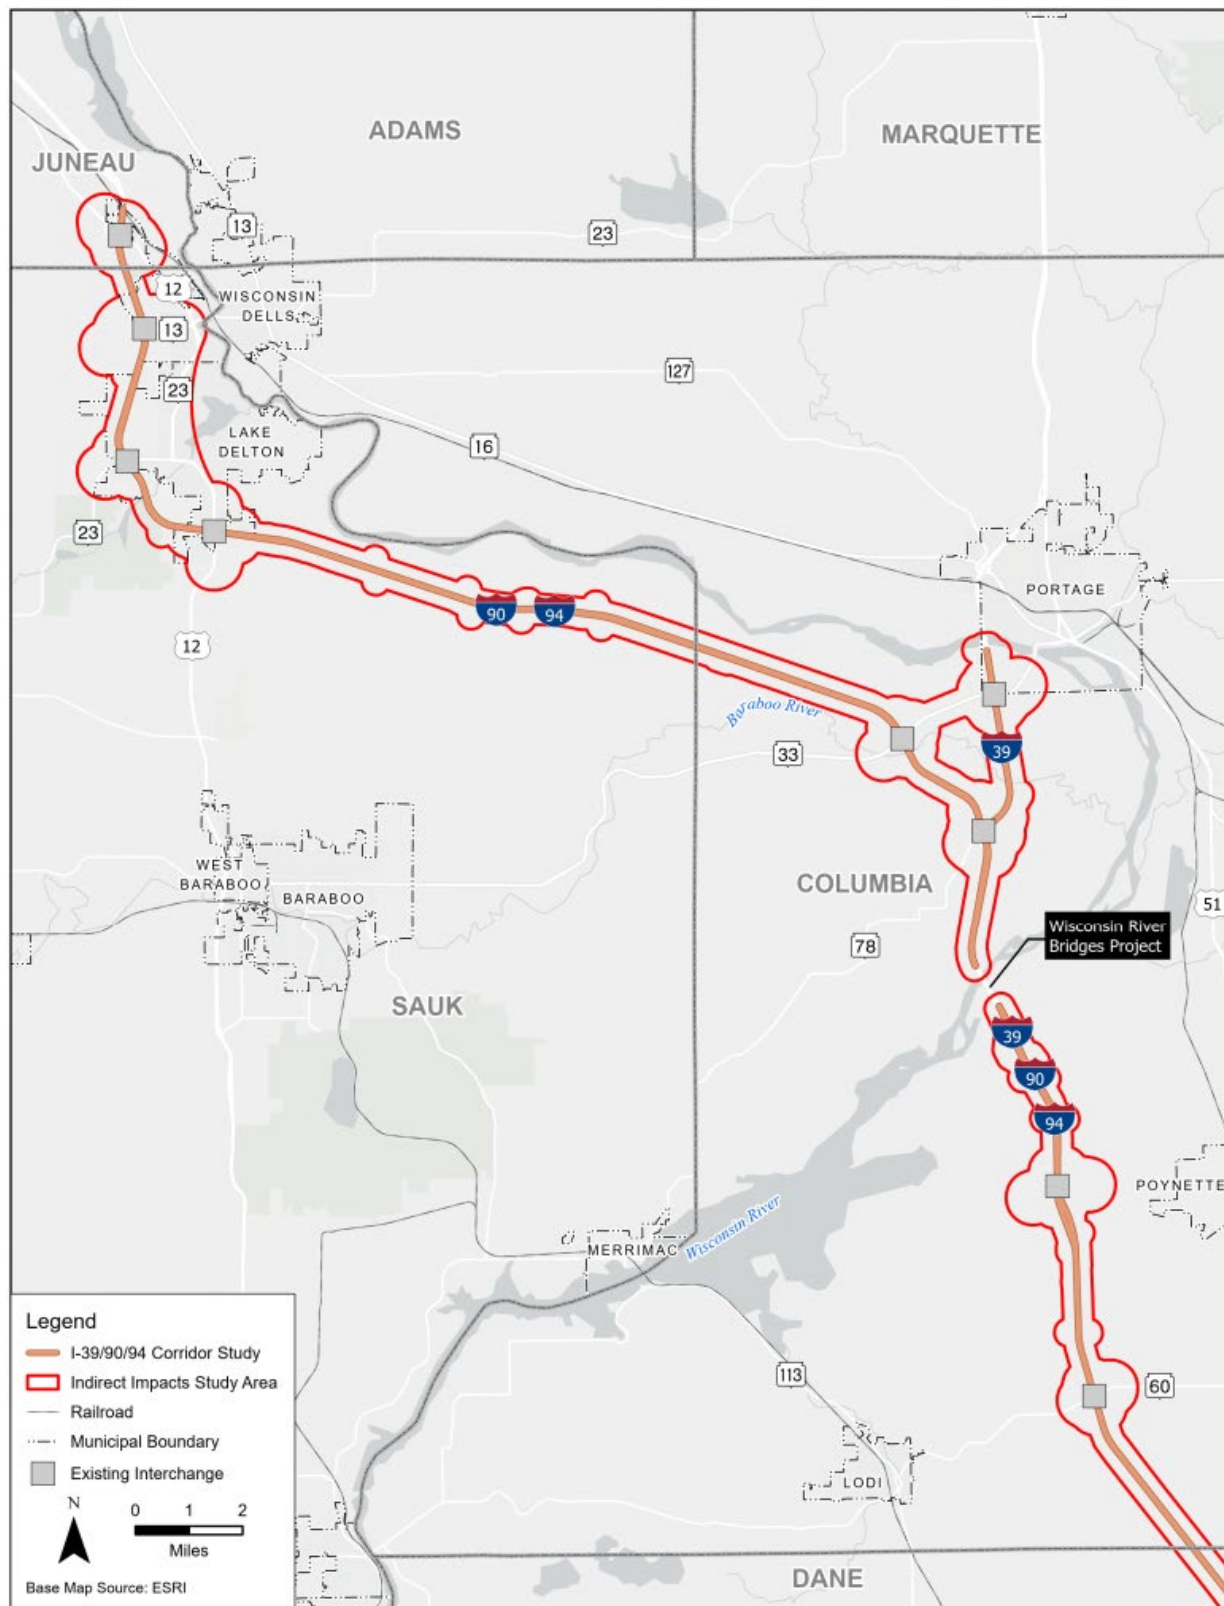 ADAMS
MARQUETTE
JUNEAU
13
23
12
WISCONSIN
DELLS
13
127
23
LAKE
DELTON
16
23
90
94
PORTAGE
12
Baraboo River
39
33
WEST
BARABOO
BARABOO
COLUMBIA
51
78
Wisconsin River
Bridges Project
SAUK
39
90
94
POYNETTE
Wisconsin River
MERRIMAC
113
60
LODI
DANE
Legend
I-39/90/94 Corridor Study
Indirect Impacts Study Area
Railroad
Municipal Boundary
Existing Interchange
N
0 1 2
Miles
Base Map Source: ESRI